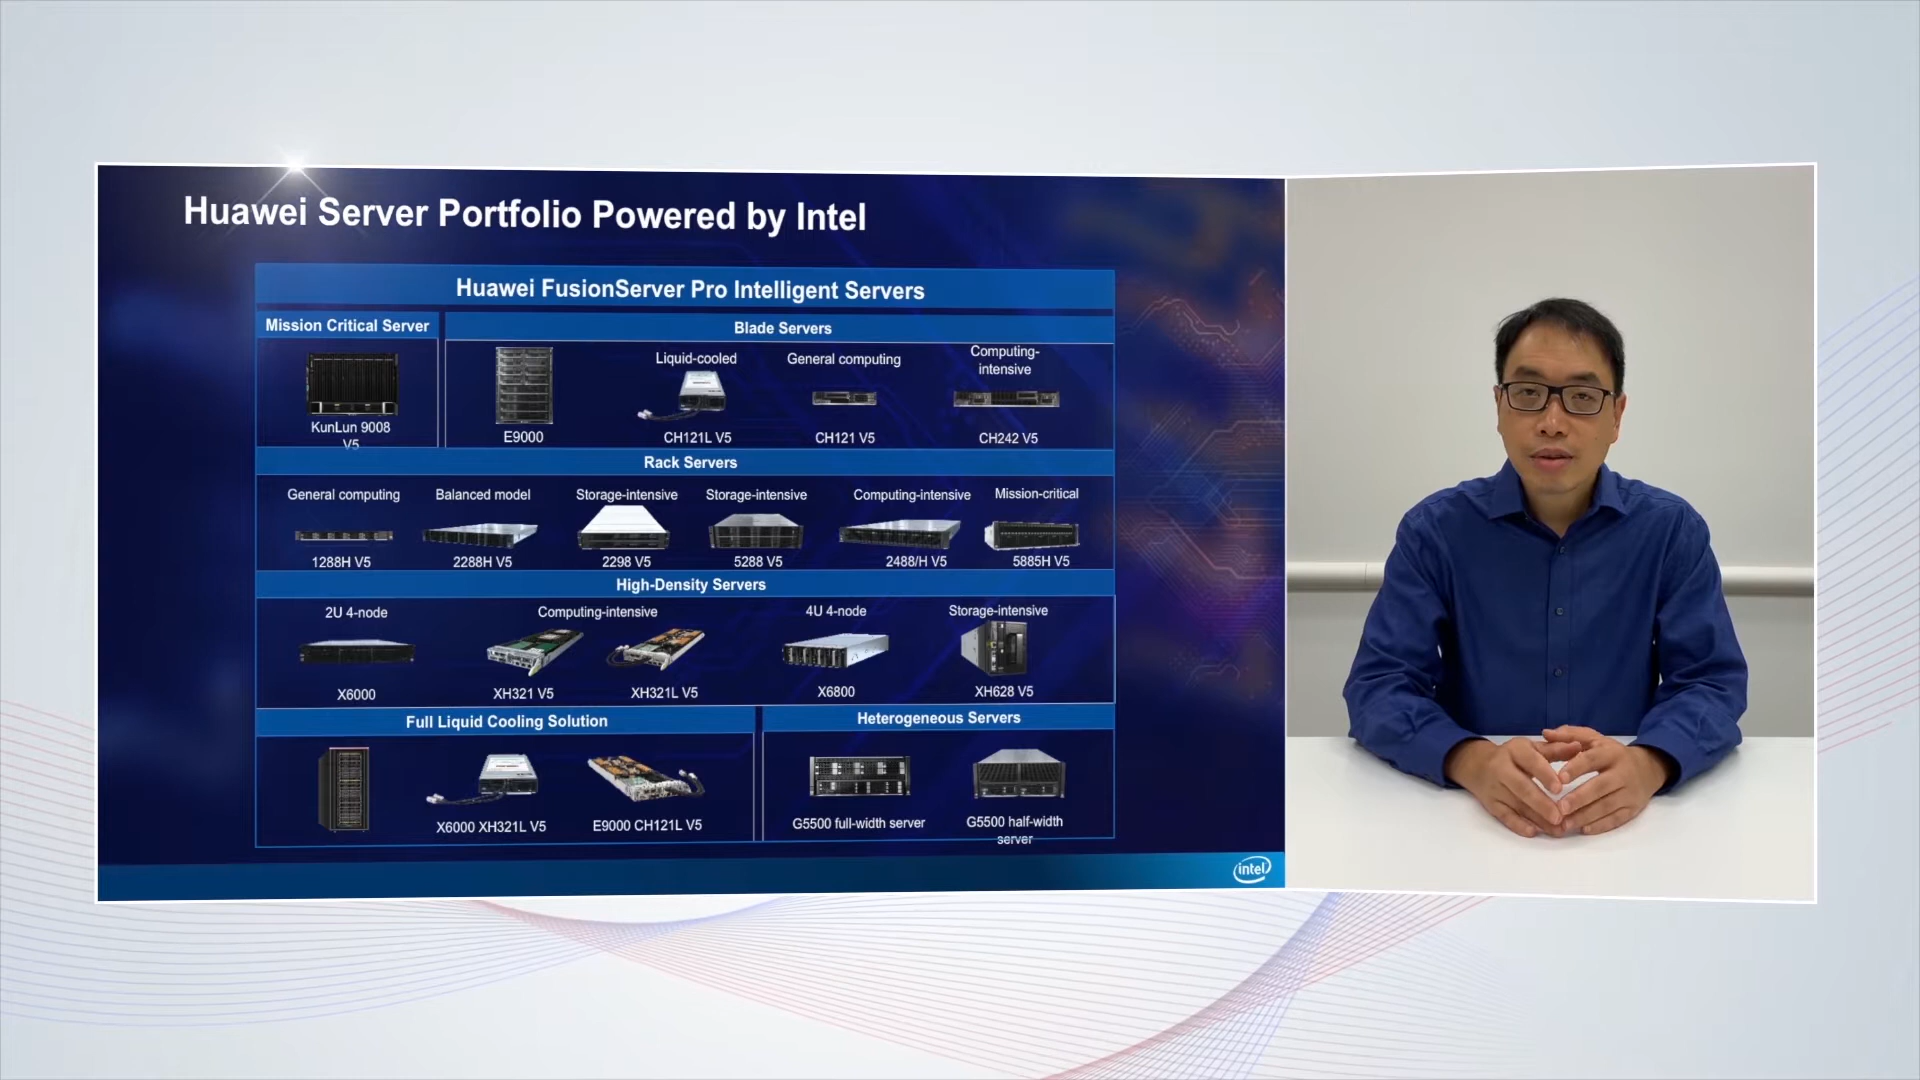 Huawei Server Portfolio Powered by Intel
Huawei FusionServer Pro Intelligent Servers
Mission Critical Server
KunLun 9008
V5
Blade Servers
E9000
Liquid-cooled
CH121L V5
General computing
CH121 V5
Computing-
intensive
CH242 V5
Rack Servers
General computing
1288H V5
Balanced model
2288H V5
Storage-intensive
2298 V5
Storage-intensive
5288 V5
Computing-intensive
2488/H V5
Mission-critical
5885H V5
High-Density Servers
2U 4-node
X6000
Computing-intensive
XH321 V5
XH321L V5
4U 4-node
X6800
Storage-intensive
XH628 V5
Full Liquid Cooling Solution
X6000 XH321L V5
E9000 CH121L V5
Heterogeneous Servers
G5500 full-width server
G5500 half-width
server
intel